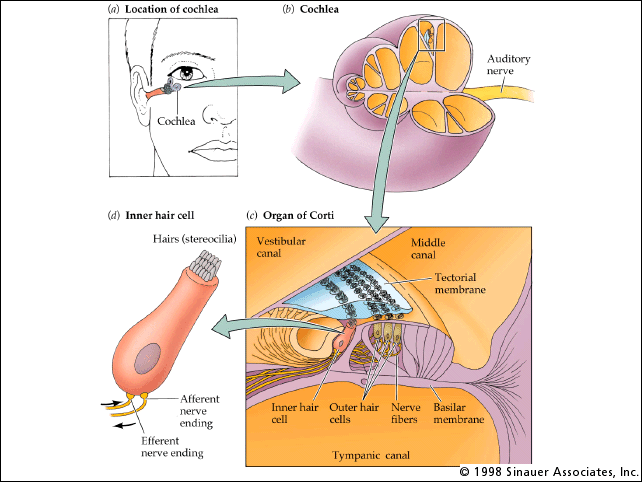 (a) Location of cochlea
Cochlea
(b) Cochlea
Auditory
nerve
(d) Inner hair cell
Hairs (stereocilia)
Afferent
nerve
ending
Efferent
nerve ending
(c) Organ of Corti
Vestibular
canal
Middle
canal
Tectorial
membrane
Inner hair
cell
Outer hair
cells
Nerve
fibers
Basilar
membrane
Tympanic canal
© 1998 Sinauer Associates, Inc.